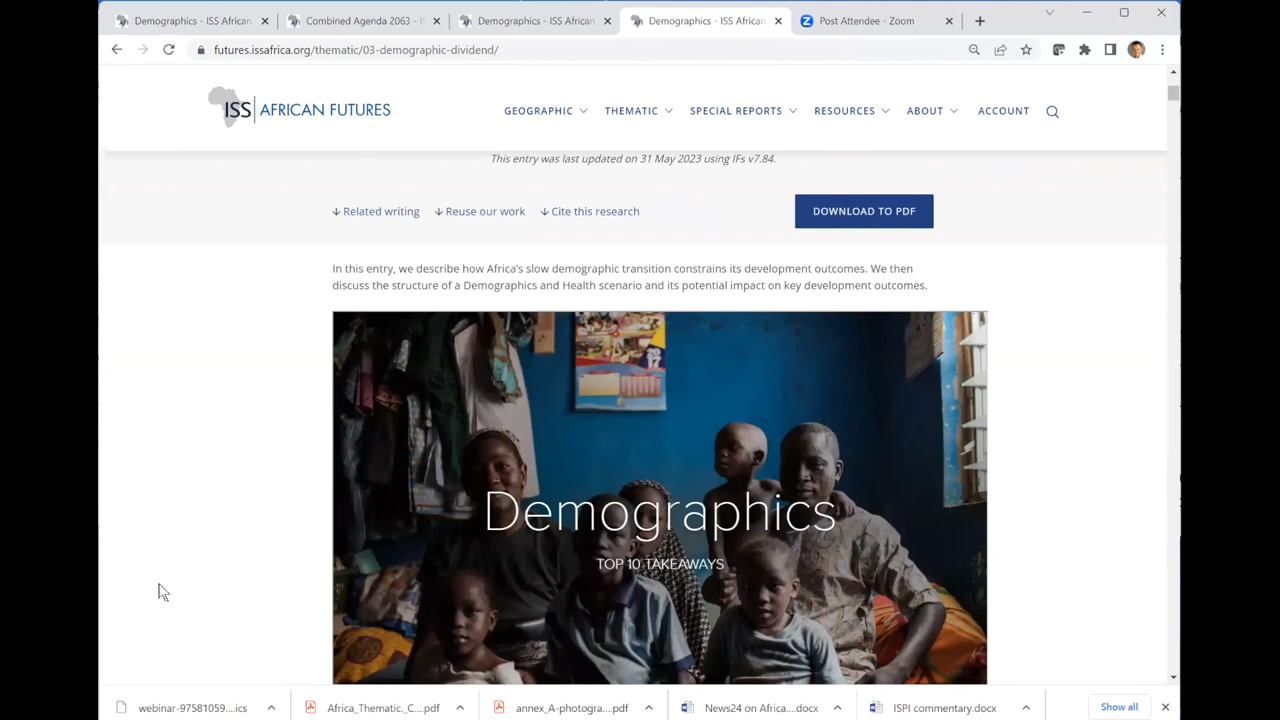 Demographics - ISS African
Combined Agenda 2063 - IS
Demographics - ISS African
Demographics - ISS African
Post Attendee - Zoom
futures.issafrica.org/thematic/03-demographic-dividend/
ISS AFRICAN FUTURES
GEOGRAPHIC THEMATIC SPECIAL REPORTS RESOURCES ABOUT ACCOUNT
This entry was last updated on 31 May 2023 using IFs v7.84.
↓ Related writing ↓ Reuse our work ↓ Cite this research DOWNLOAD TO PDF
In this entry, we describe how Africa's slow demographic transition constrains its development outcomes. We then
discuss the structure of a Demographics and Health scenario and its potential impact on key development outcomes.
Demographics
TOP 10 TAKEAWAYS
webinar-97581059....ics Africa_Thematic._C....pdf annex_A-photogra....pdf News24 on Africa....docx ISPI commentary.docx Show all